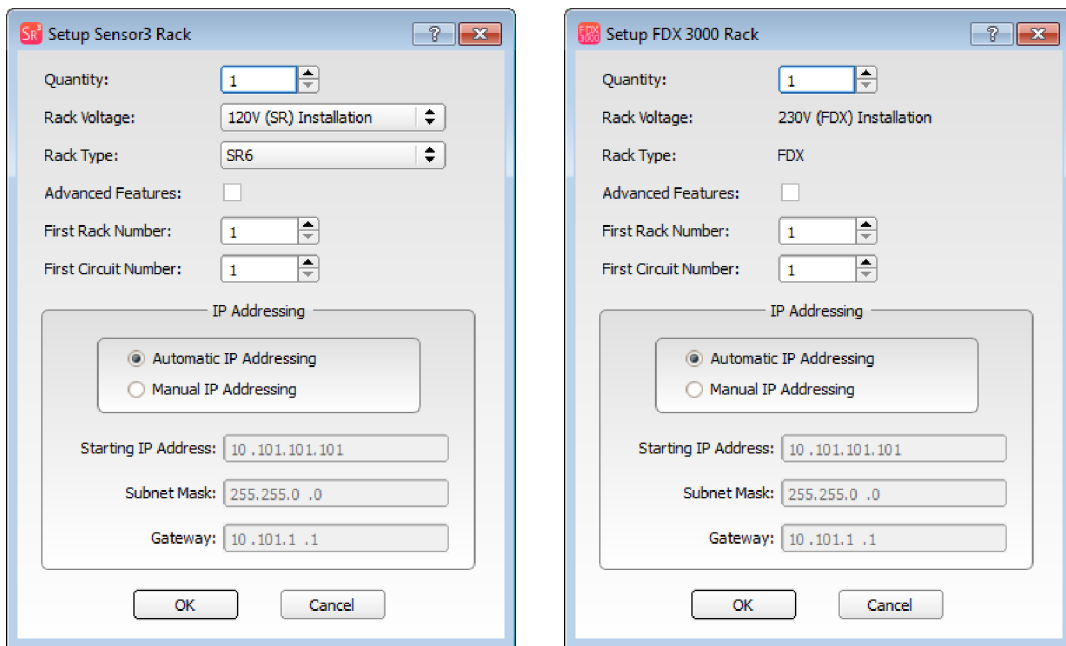 SR3 Setup Sensor3 Rack ?
Quantity: 1
Rack Voltage: 120V (SR) Installation
Rack Type: SR6
Advanced Features:
First Rack Number: 1
First Circuit Number: 1
IP Addressing
Automatic IP Addressing
Manual IP Addressing
Starting IP Address: 10 .101.101.101
Subnet Mask: 255.255.0 .0
Gateway: 10 .101.1 .1
OK Cancel
FDX 3000 Setup FDX 3000 Rack ?
Quantity: 1
Rack Voltage: 230V (FDX) Installation
Rack Type: FDX
Advanced Features:
First Rack Number: 1
First Circuit Number: 1
IP Addressing
Automatic IP Addressing
Manual IP Addressing
Starting IP Address: 10 .101.101.101
Subnet Mask: 255.255.0 .0
Gateway: 10 .101.1 .1
OK Cancel